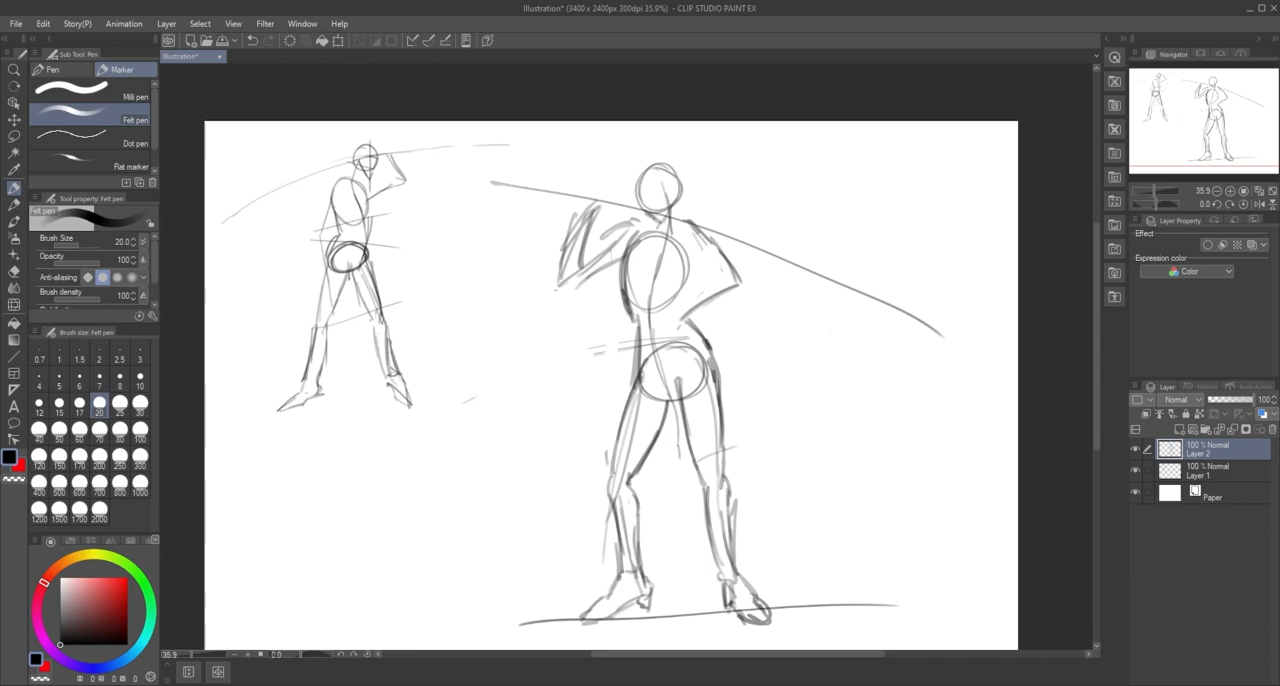 Illustration* (3400 x 2400px 300dpi 35.9%) - CLIP STUDIO PAINT EX
File Edit Story(P) Animation Layer Select View Filter Window Help
Sub Tool: Pen
Illustration*
Navigator
Pen Marker
Milli pen
Felt pen
Dot pen
Flat marker
Tool property: Felt pen
Felt pen
Brush Size 20.0
Opacity 100
Anti-aliasing
Brush density 100
Brush size: Felt pen
0.7 1 1.5 2 2.5 3
4 5 6 7 8 10
12 15 17 20 25 30
40 50 60 70 80 100
120 150 170 200 250 300
400 500 600 700 800 1000
1200 1500 1700 2000
35.9 0.0
35.9
0.0
Layer Property
Effect
Expression color
Color
Layer History Auto Action
Normal 100
100 % Normal
Layer 2
100 % Normal
Layer 1
Paper